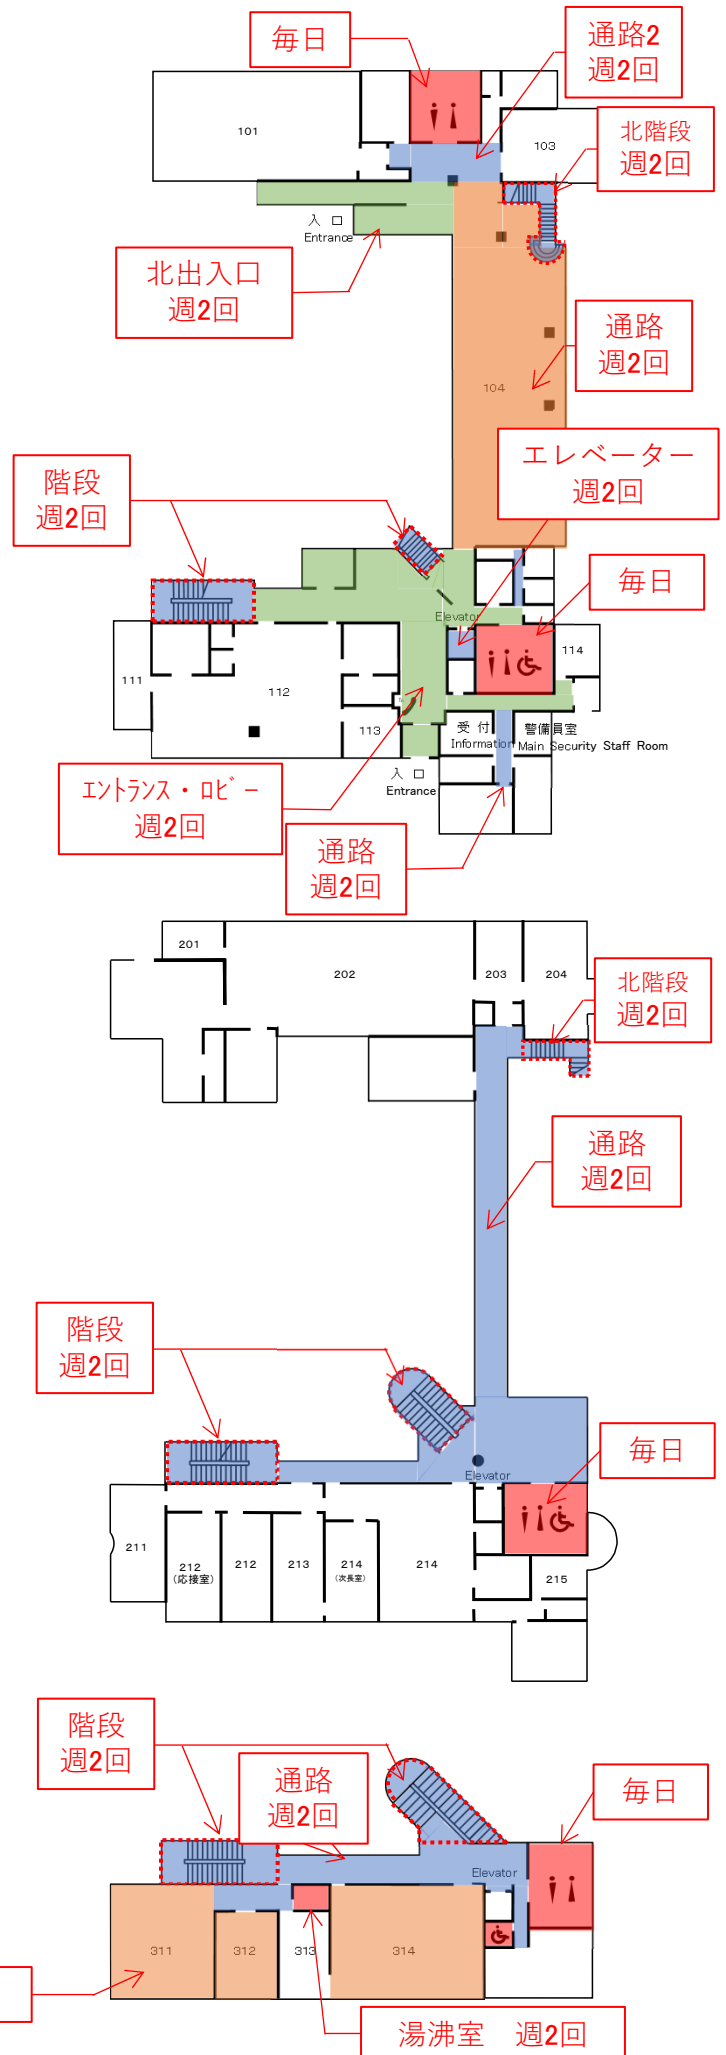 毎日
通路2
週2回
101
103
北階段
週2回
入 口
Entrance
北出入口
週2回
通路
週2回
104
エレベーター
週2回
階段
週2回
毎日
Elevator
111
112
113
114
受 付
Information
警備員室
Main Security Staff Room
入 口
Entrance
エントランス・ロビー
週2回
通路
週2回
201
202
203
204
北階段
週2回
通路
週2回
階段
週2回
毎日
Elevator
211
212
(応接室)
212
213
214
(次長室)
214
215
階段
週2回
通路
週2回
毎日
Elevator
311
312
313
314
湯沸室 週2回